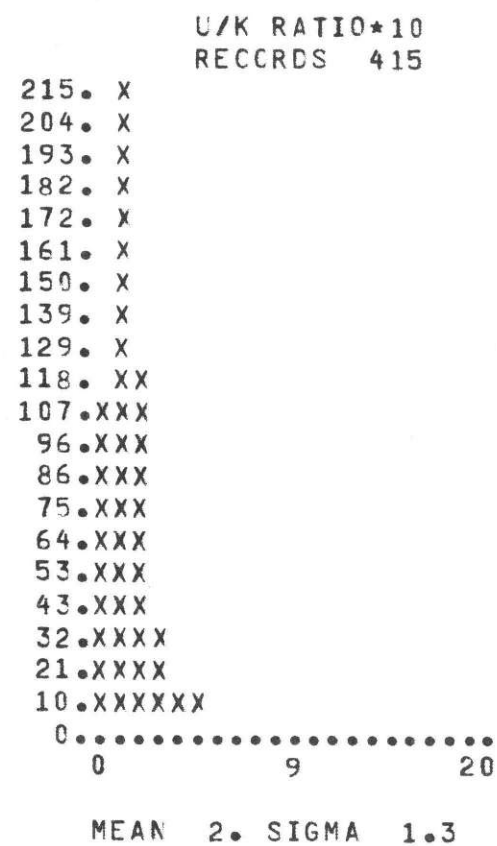 U/K RATIO*10
RECCRDS 415
215. X
204. X
193. X
182. X
172. X
161. X
150. X
139. X
129. X
118. XX
107.XXX
96.XXX
86.XXX
75.XXX
64.XXX
53.XXX
43.XXX
32.XXXX
21.XXXX
10.XXXXXX
0......................
0 9 20
MEAN 2. SIGMA 1.3